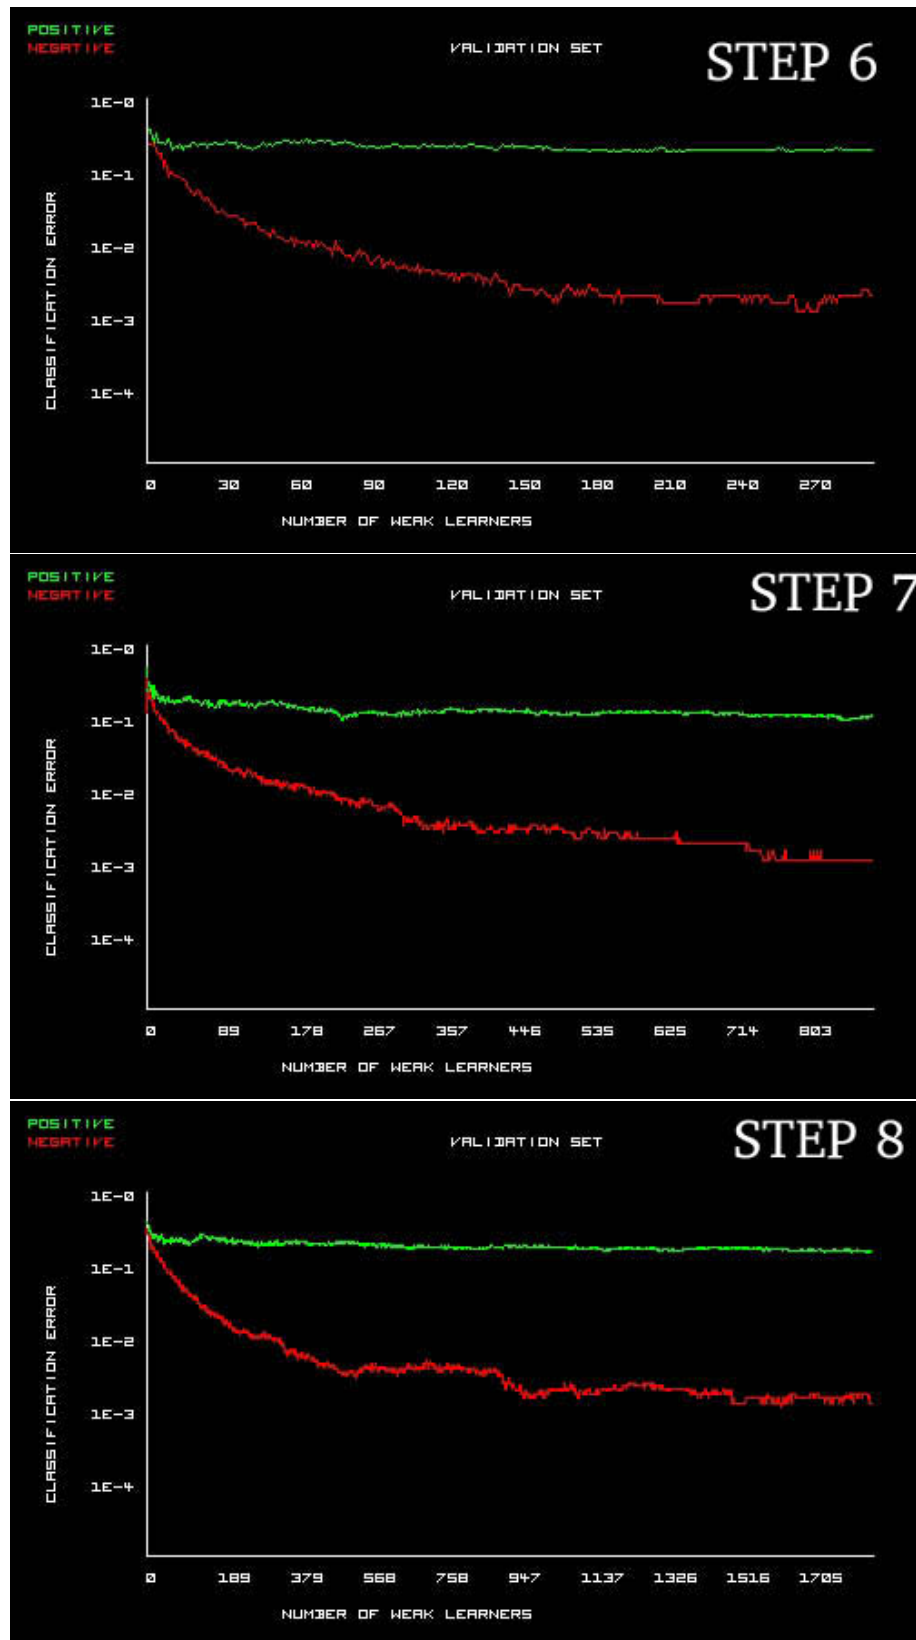 POSITIVE
NEGATIVE
VALIDATION SET
STEP 6
1E-0
1E-1
1E-2
1E-3
1E-4
CLASSIFICATION ERROR
0 30 60 90 120 150 180 210 240 270
NUMBER OF WEAK LEARNERS
POSITIVE
NEGATIVE
VALIDATION SET
STEP 7
1E-0
1E-1
1E-2
1E-3
1E-4
CLASSIFICATION ERROR
0 89 178 267 357 446 535 625 714 803
NUMBER OF WEAK LEARNERS
POSITIVE
NEGATIVE
VALIDATION SET
STEP 8
1E-0
1E-1
1E-2
1E-3
1E-4
CLASSIFICATION ERROR
0 189 379 568 758 947 1137 1326 1516 1705
NUMBER OF WEAK LEARNERS